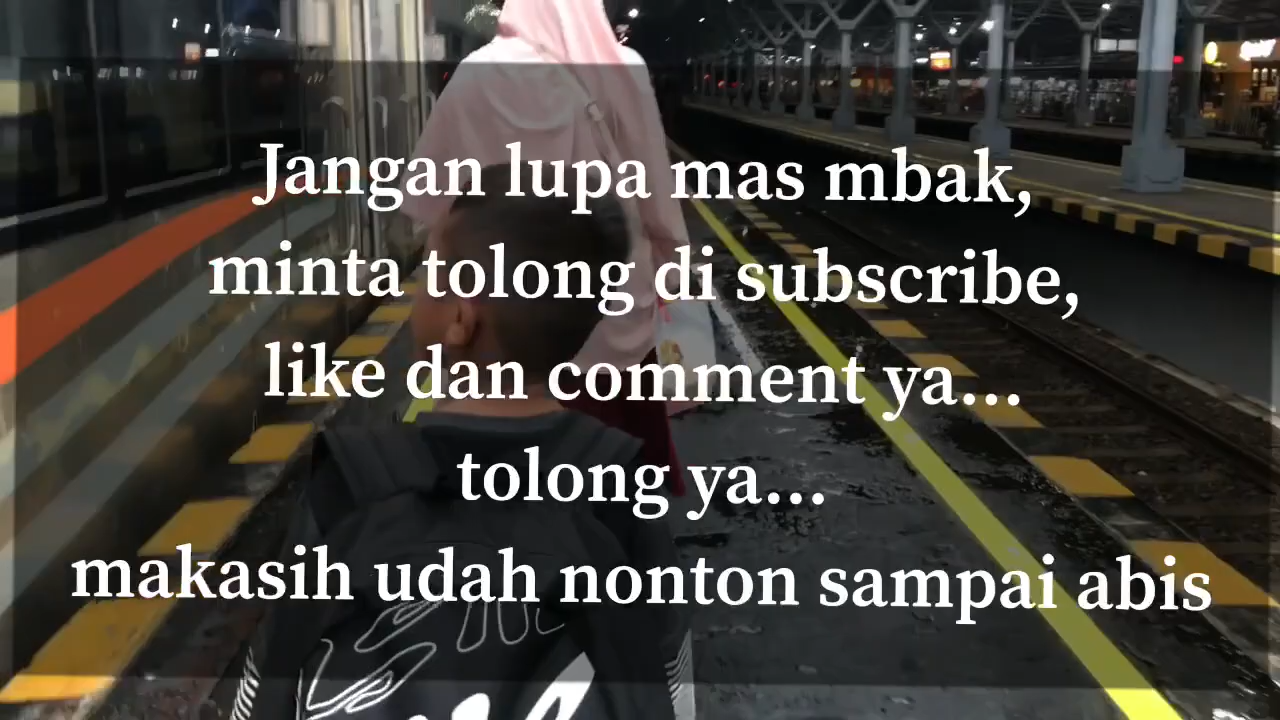 Jangan lupa mas mbak,
minta tolong di subscribe,
like dan comment ya...
tolong ya...
makasih udah nonton sampai abis